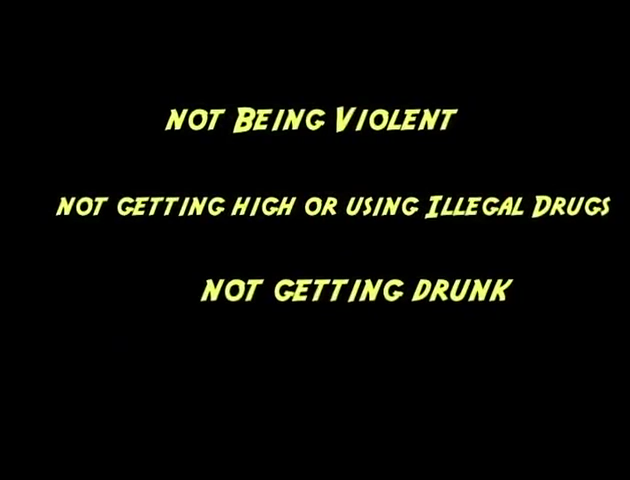 NOT BEING VIOLENT
NOT GETTING HIGH OR USING ILLEGAL DRUGS
NOT GETTING DRUNK